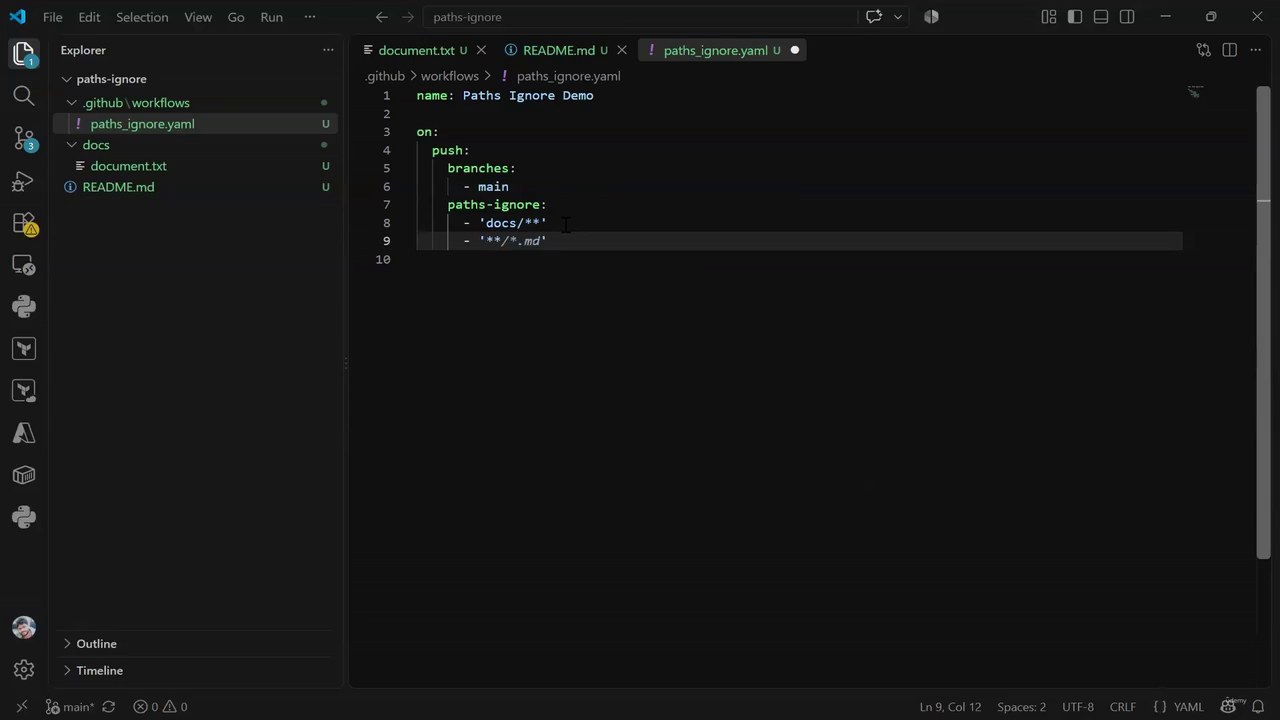 File Edit Selection View Go Run ··· paths-ignore
Explorer ···
document.txt U README.md U ! paths_ignore.yaml U
paths-ignore
.github > workflows > ! paths_ignore.yaml
.github\workflows
! paths_ignore.yaml U
docs
document.txt U
README.md U
1 name: Paths Ignore Demo
2
3 on:
4 push:
5 branches:
6 - main
7 paths-ignore:
8 - 'docs/**'
9 - '**/*.md'
10
1
3
Outline
Timeline
main* 0 0 Ln 9, Col 12 Spaces: 2 UTF-8 CRLF { } YAML
Udemy